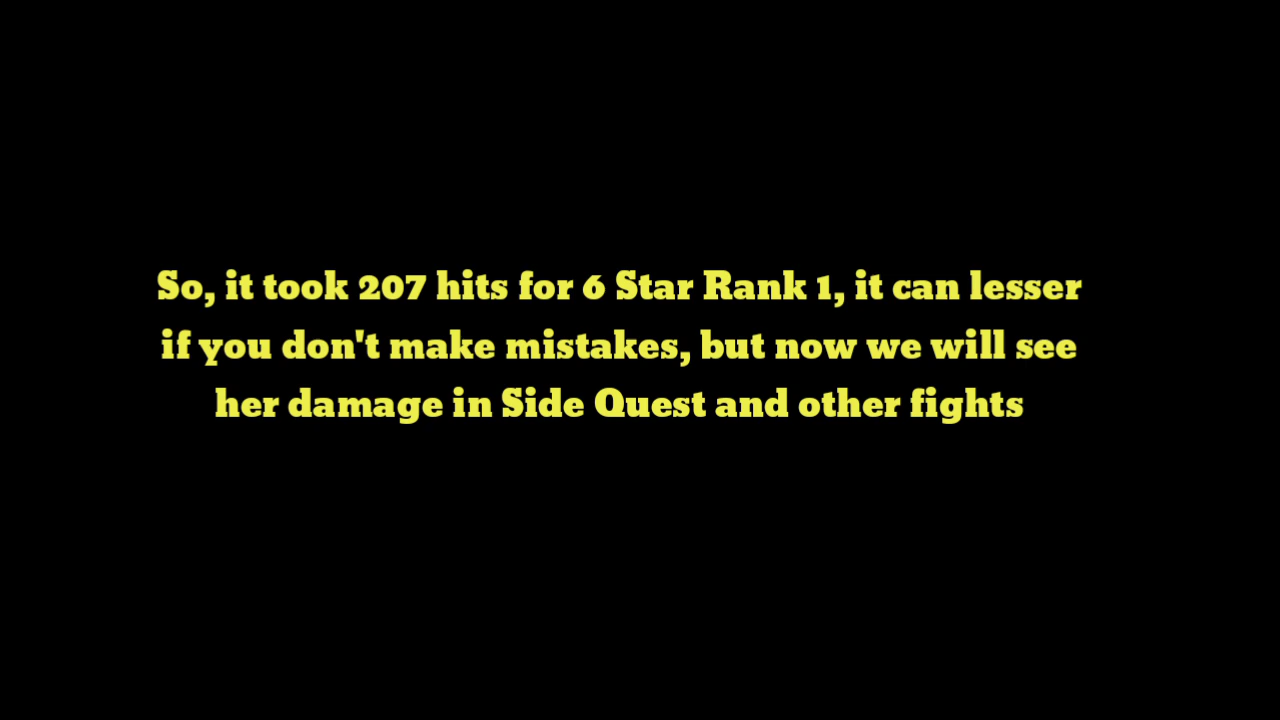 So, it took 207 hits for 6 Star Rank 1, it can lesser
if you don't make mistakes, but now we will see
her damage in Side Quest and other fights